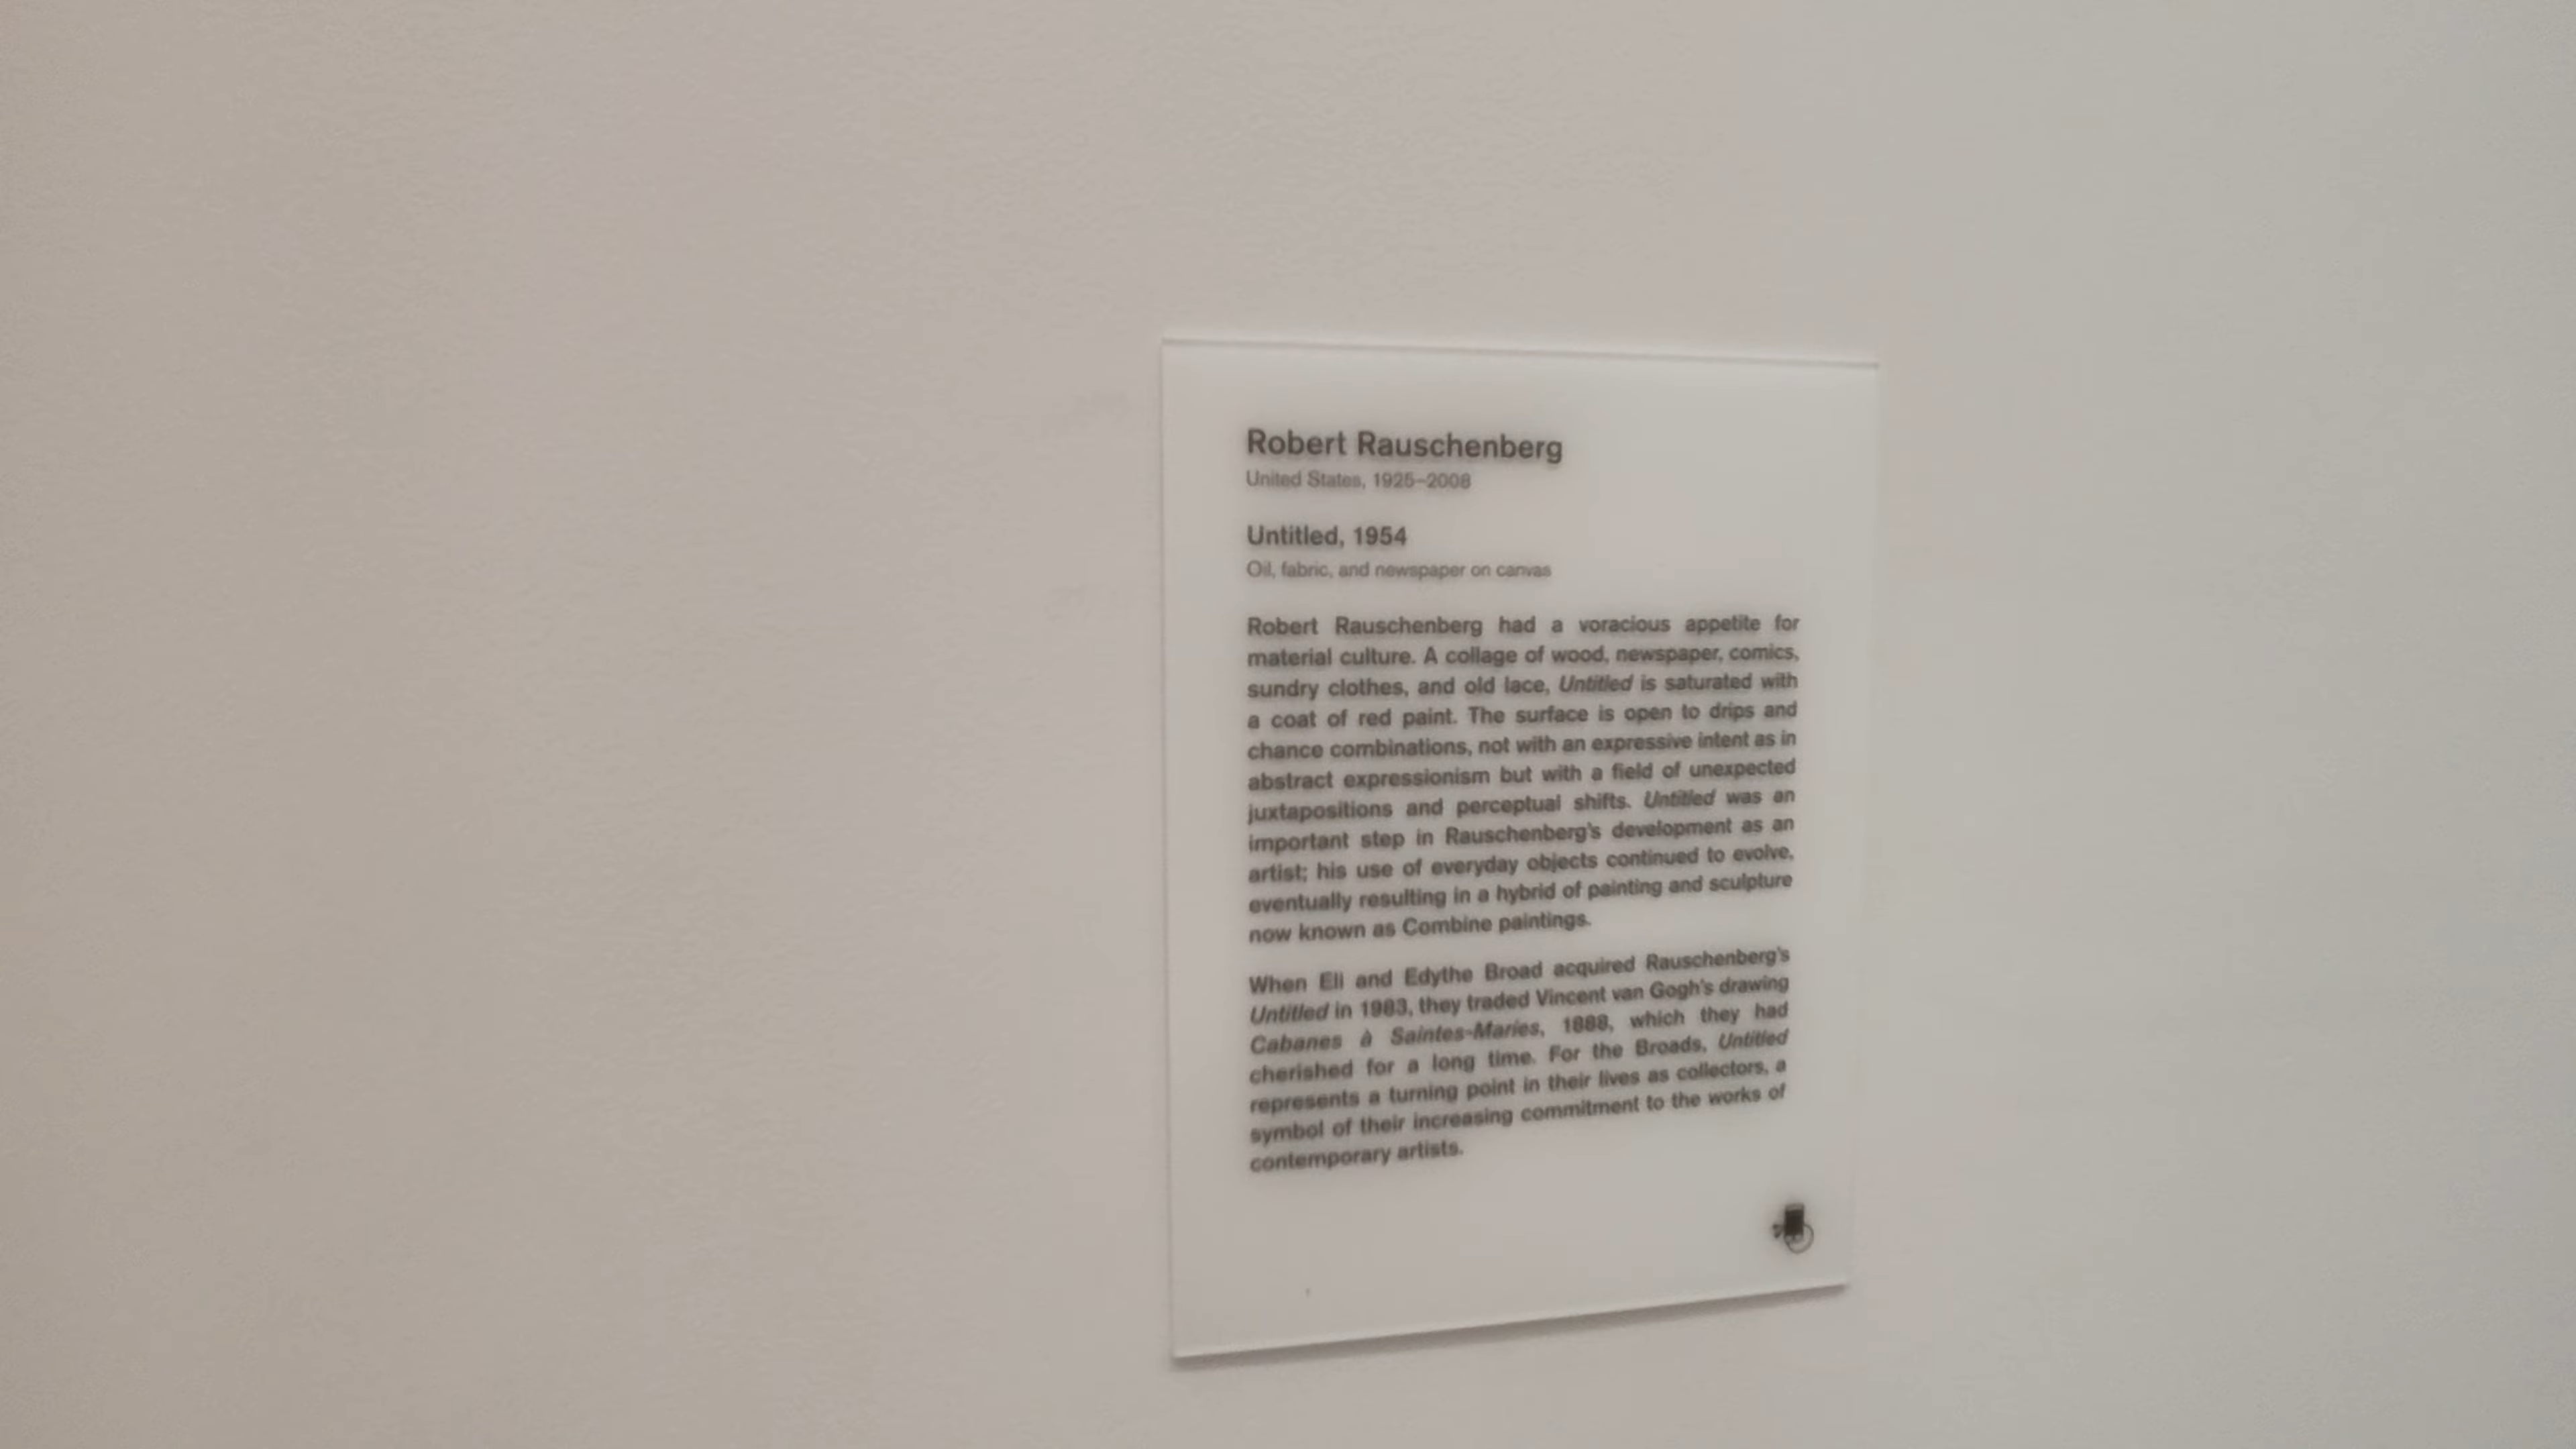 Robert Rauschenberg
United States, 1925–2008
Untitled, 1954
Oil, fabric, and newspaper on canvas
Robert Rauschenberg had a voracious appetite for
material culture. A collage of wood, newspaper, comics,
sundry clothes, and old lace, Untitled is saturated with
a coat of red paint. The surface is open to drips and
chance combinations, not with an expressive intent as in
abstract expressionism but with a field of unexpected
juxtapositions and perceptual shifts. Untitled was an
important step in Rauschenberg's development as an
artist; his use of everyday objects continued to evolve,
eventually resulting in a hybrid of painting and sculpture
now known as Combine paintings.
When Eli and Edythe Broad acquired Rauschenberg's
Untitled in 1983, they traded Vincent van Gogh's drawing
Cabanes à Saintes-Maries, 1888, which they had
cherished for a long time. For the Broads, Untitled
represents a turning point in their lives as collectors, a
symbol of their increasing commitment to the works of
contemporary artists.